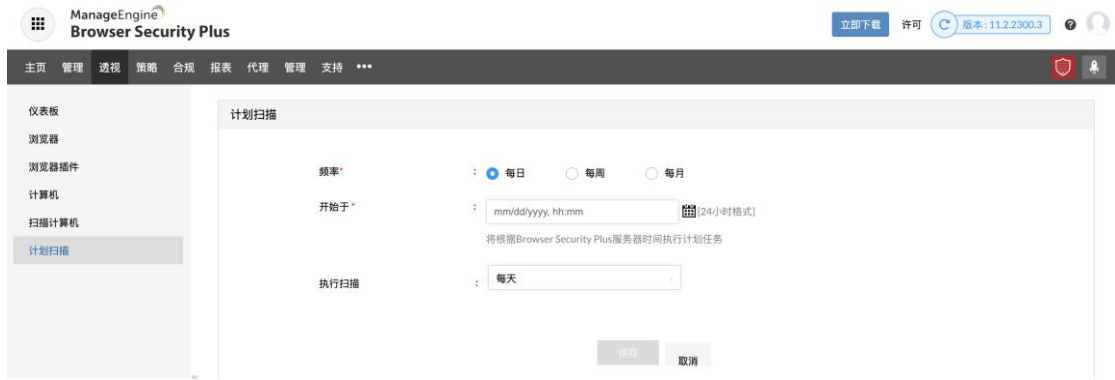 ManageEngine
Browser Security Plus
立即下载 许可 版本：11.2.2300.3
主页 管理 透视 策略 合规 报表 代理 管理 支持 •••
仪表板
浏览器
浏览器插件
计算机
扫描计算机
计划扫描
计划扫描
频率* : 每日 每周 每月
开始于* : mm/dd/yyyy, hh:mm [24小时格式]
将根据Browser Security Plus服务器时间执行计划任务
执行扫描 : 每天
保存 取消